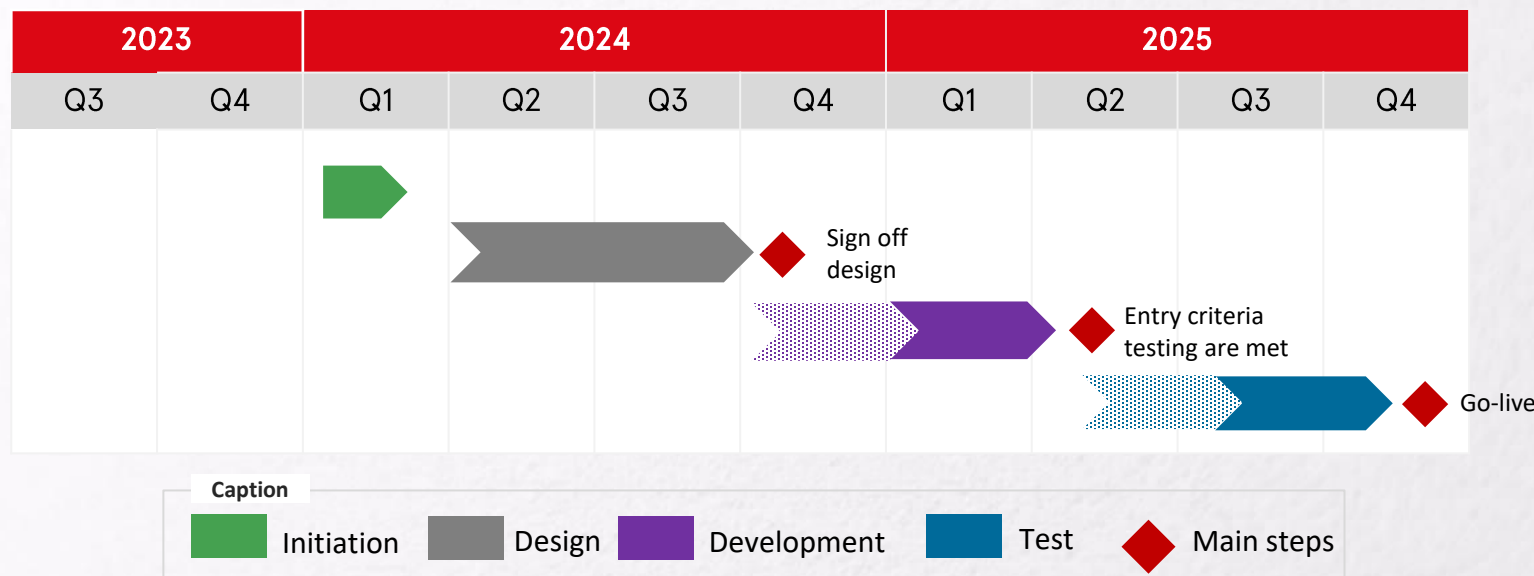 2023 2024 2025
Q3 Q4 Q1 Q2 Q3 Q4 Q1 Q2 Q3 Q4
Sign off
design
Entry criteria
testing are met
Go-live
Caption
Initiation Design Development Test Main steps